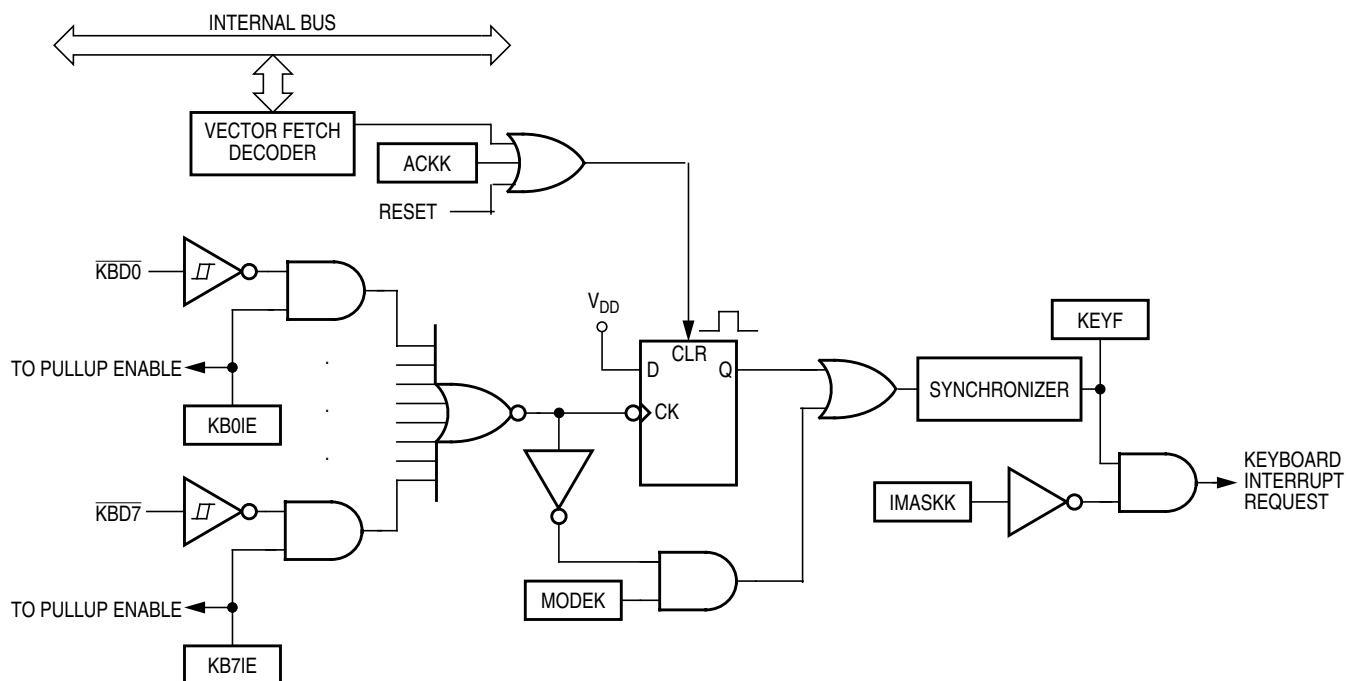 INTERNAL BUS
VECTOR FETCH
DECODER
ACKK
RESET
KBD0
TO PULLUP ENABLE
KB0IE
.
.
.
KBD7
TO PULLUP ENABLE
KB7IE
VDD
CLR
D
Q
CK
MODEK
SYNCHRONIZER
KEYF
IMASKK
KEYBOARD
INTERRUPT
REQUEST